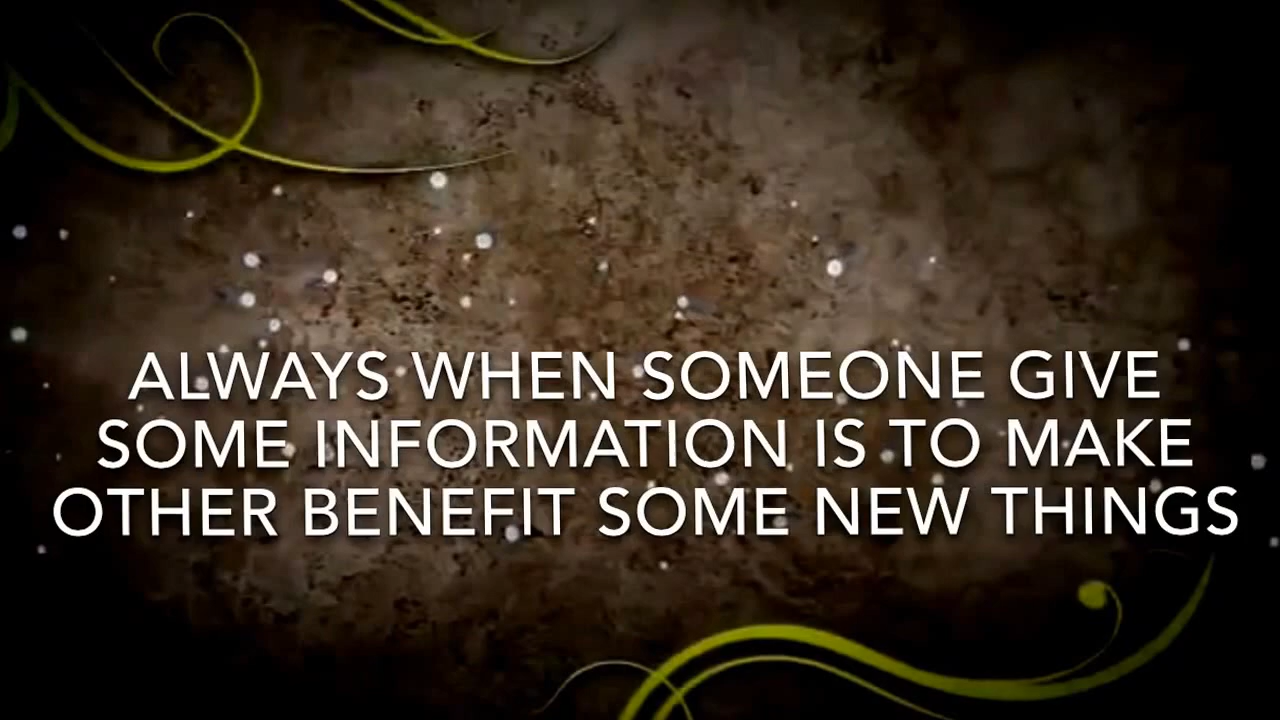 ALWAYS WHEN SOMEONE GIVE
SOME INFORMATION IS TO MAKE
OTHER BENEFIT SOME NEW THINGS